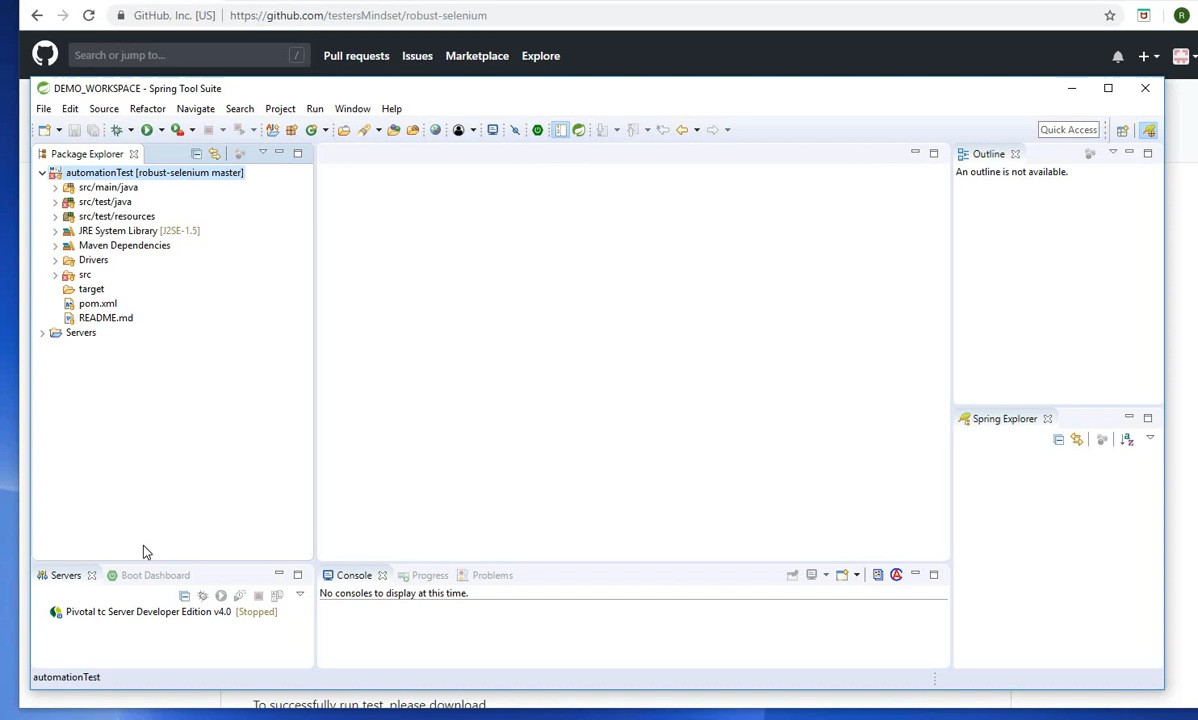 GitHub, Inc. [US] https://github.com/testersMindset/robust-selenium
R
Search or jump to... /
Pull requests Issues Marketplace Explore
DEMO_WORKSPACE - Spring Tool Suite
File Edit Source Refactor Navigate Search Project Run Window Help
Quick Access
Package Explorer
automationTest [robust-selenium master]
src/main/java
src/test/java
src/test/resources
JRE System Library [J2SE-1.5]
Maven Dependencies
Drivers
src
target
pom.xml
README.md
Servers
Outline
An outline is not available.
Spring Explorer
Servers Boot Dashboard
Pivotal tc Server Developer Edition v4.0 [Stopped]
Console Progress Problems
No consoles to display at this time.
automationTest
To successfully run test, please download